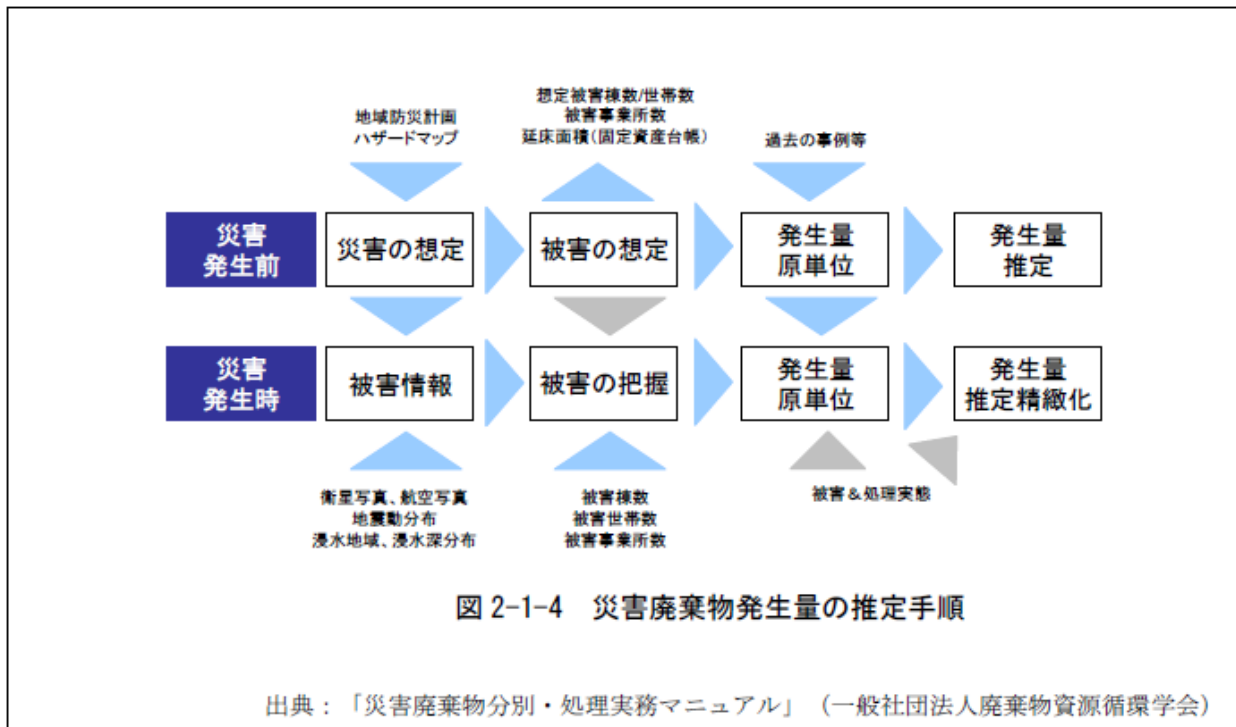 地域防災計画
ハザードマップ
想定被害棟数/世帯数
被害事業所数
延床面積(固定資産台帳)
過去の事例等
災害
発生前
災害の想定
被害の想定
発生量
原単位
発生量
推定
災害
発生時
被害情報
被害の把握
発生量
原単位
発生量
推定精緻化
衛星写真、航空写真
地震動分布
浸水地域、浸水深分布
被害棟数
被害世帯数
被害事業所数
被害＆処理実態
図 2-1-4　災害廃棄物発生量の推定手順
出典：「災害廃棄物分別・処理実務マニュアル」（一般社団法人廃棄物資源循環学会）